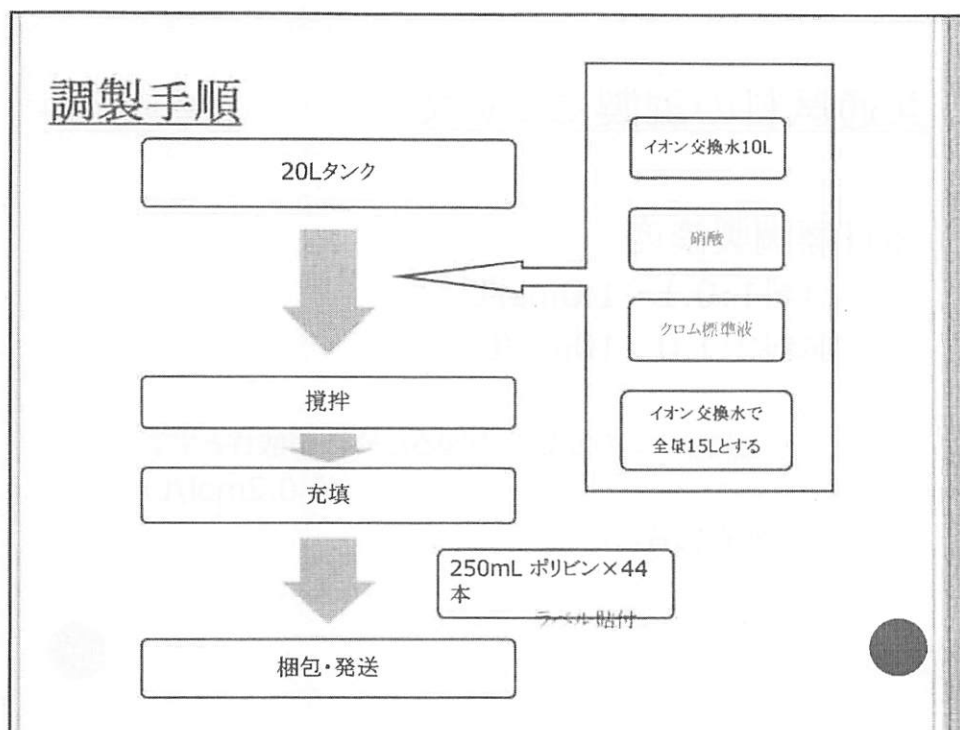 調製手順
20Lタンク
イオン交換水10L
硝酸
クロム標準液
イオン交換水で
全量15Lとする
撹拌
充填
250mL ポリビン×44
本
ラベル貼付
梱包・発送